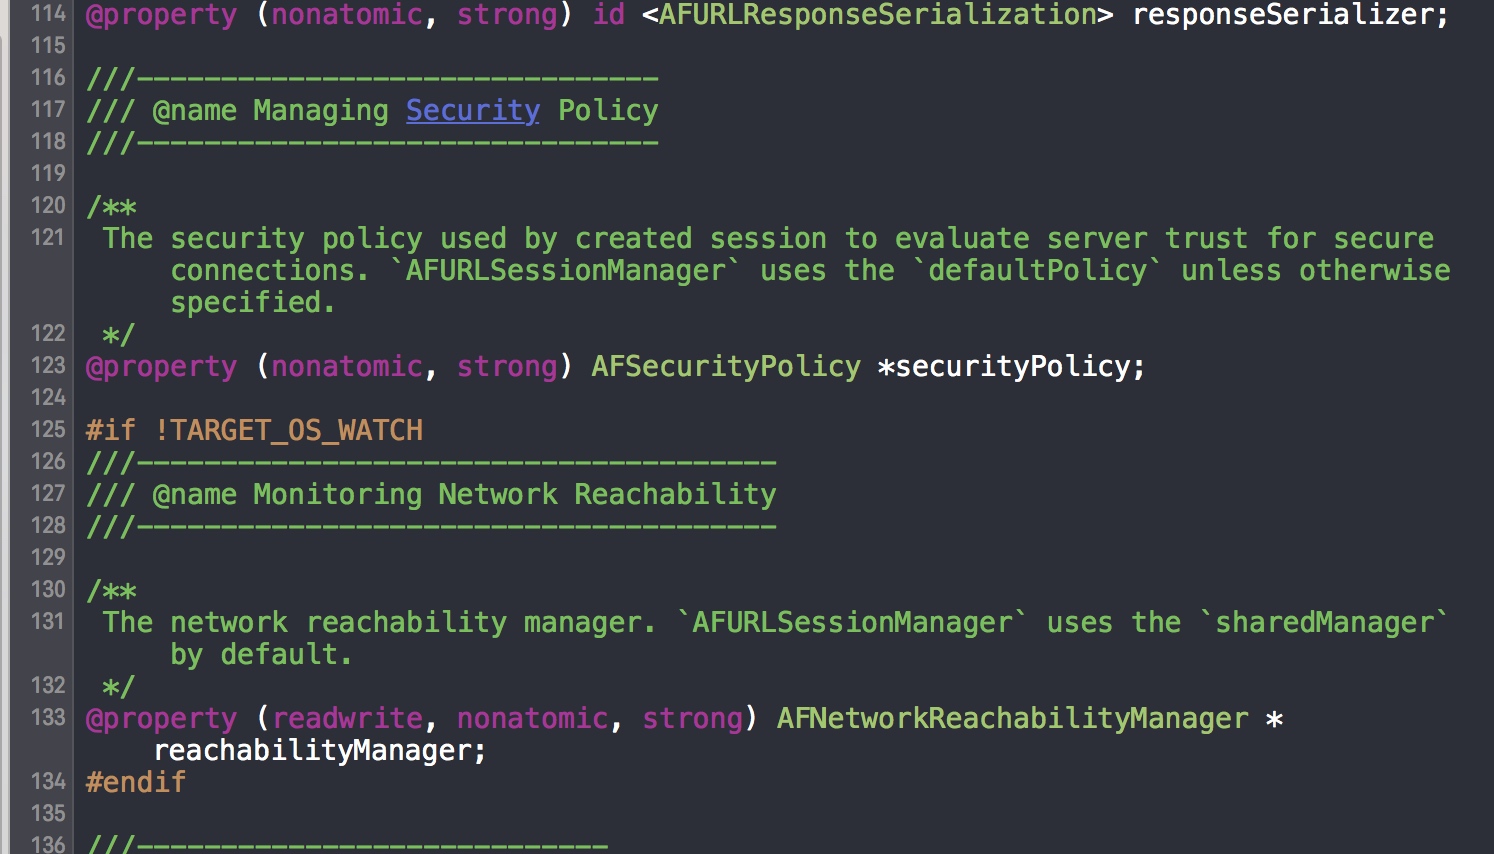 114 @property (nonatomic, strong) id <AFURLResponseSerialization> responseSerializer;
115
116 ///-------------------------------
117 /// @name Managing Security Policy
118 ///-------------------------------
119
120 /**
121  The security policy used by created session to evaluate server trust for secure
connections. `AFURLSessionManager` uses the `defaultPolicy` unless otherwise
specified.
122  */
123 @property (nonatomic, strong) AFSecurityPolicy *securityPolicy;
124
125 #if !TARGET_OS_WATCH
126 ///--------------------------------------
127 /// @name Monitoring Network Reachability
128 ///--------------------------------------
129
130 /**
131  The network reachability manager. `AFURLSessionManager` uses the `sharedManager`
by default.
132  */
133 @property (readwrite, nonatomic, strong) AFNetworkReachabilityManager *
reachabilityManager;
134 #endif
135
136 ///----------------------------